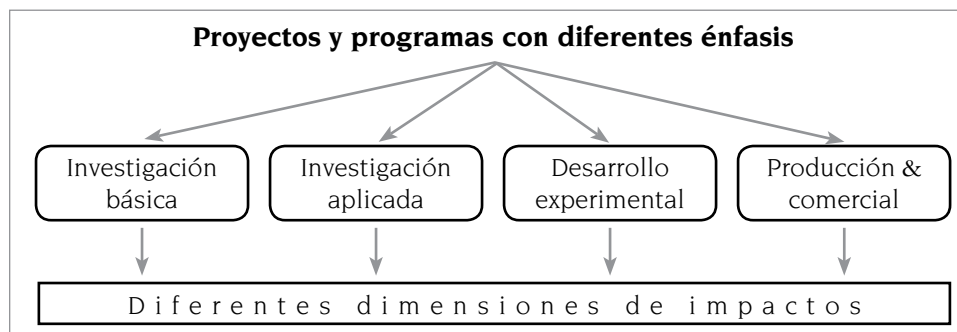 Proyectos y programas con diferentes énfasis
Investigación
básica
Investigación
aplicada
Desarrollo
experimental
Producción &
comercial
Diferentes dimensiones de impactos